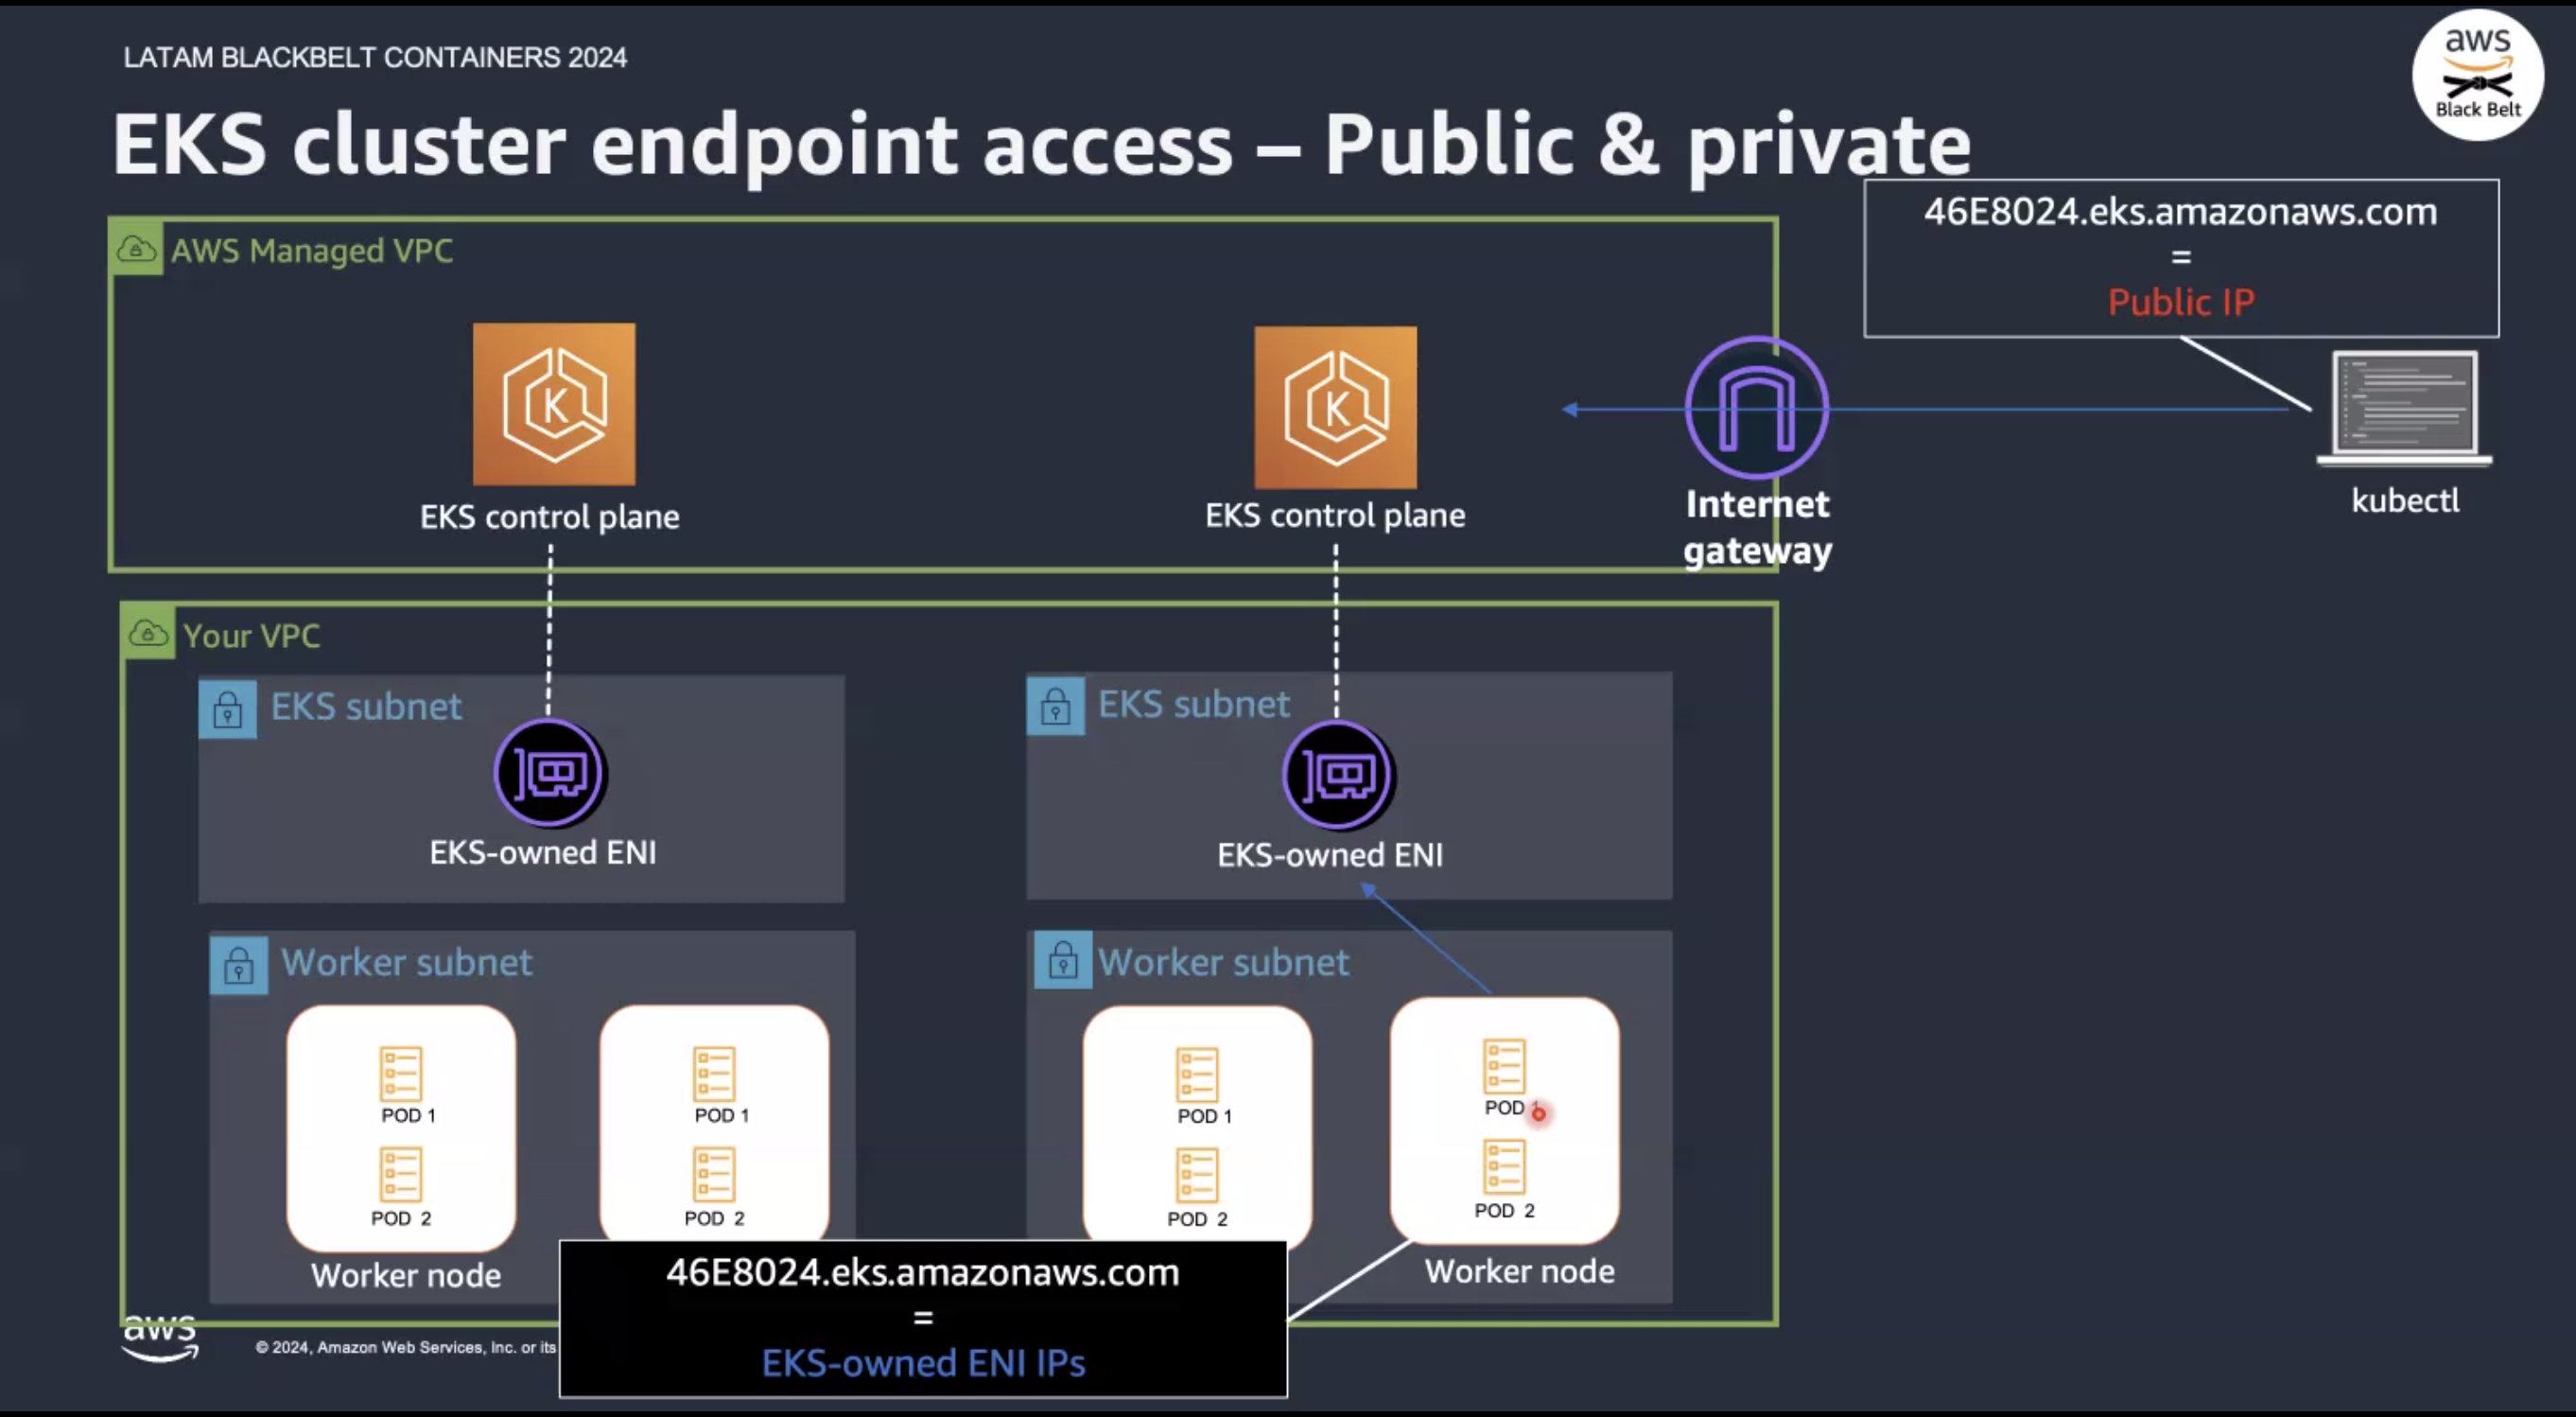 LATAM BLACKBELT CONTAINERS 2024
aws
Black Belt
EKS cluster endpoint access – Public & private
46E8024.eks.amazonaws.com
=
Public IP
AWS Managed VPC
EKS control plane
EKS control plane
Internet
gateway
kubectl
Your VPC
EKS subnet
EKS subnet
EKS-owned ENI
EKS-owned ENI
Worker subnet
Worker subnet
POD 1
POD 1
POD 1
POD
POD 2
POD 2
POD 2
POD 2
Worker node
Worker node
46E8024.eks.amazonaws.com
=
EKS-owned ENI IPs
aws
© 2024, Amazon Web Services, Inc. or its